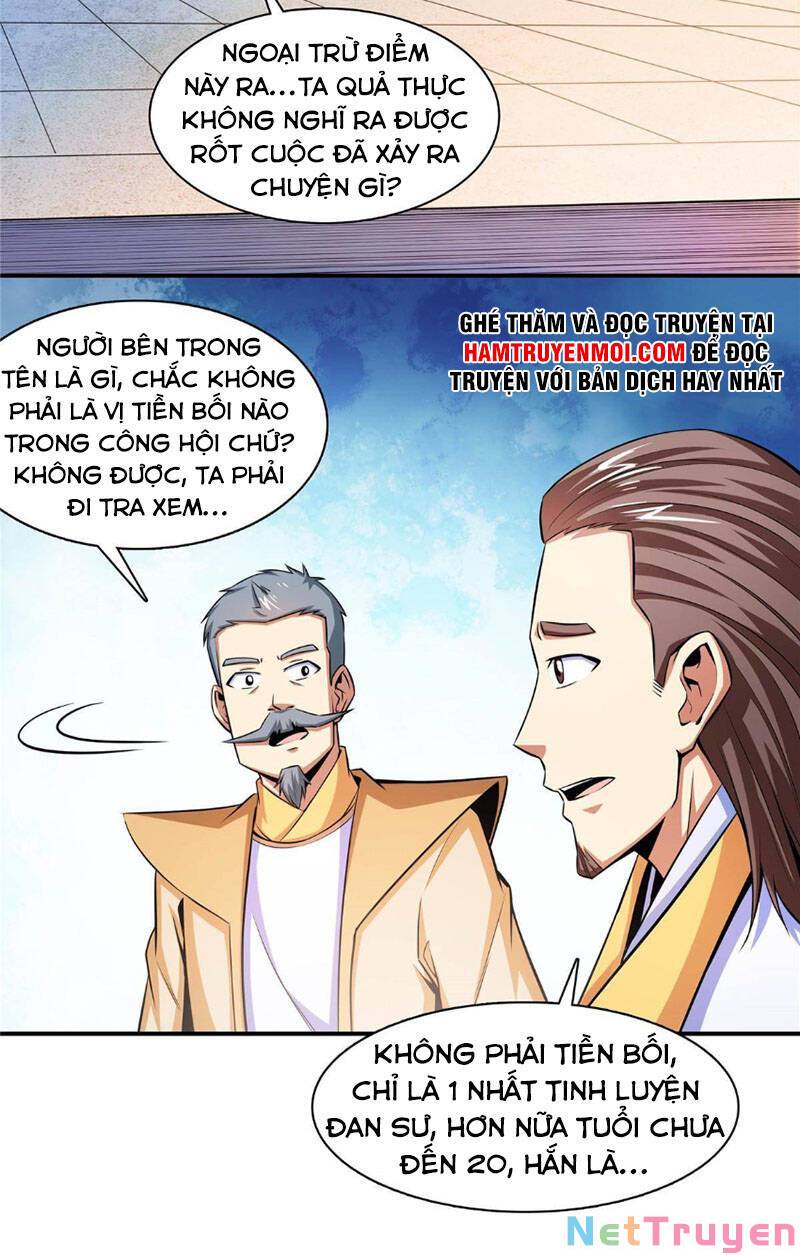 NGOẠI TRỪ ĐIỂM
NÀY RA...TA QUẢ THỰC
KHÔNG NGHĨ RA ĐƯỢC
RỐT CUỘC ĐÃ XẢY RA
CHUYỆN GÌ?
GHÉ THĂM VÀ ĐỌC TRUYỆN TẠI
HAMTRUYENMOI.COM ĐỂ ĐỌC
TRUYỆN VỚI BẢN DỊCH HAY NHẤT
NGƯỜI BÊN TRONG
TÊN LÀ GÌ, CHẮC KHÔNG
PHẢI LÀ VỊ TIỀN BỐI NÀO
TRONG CÔNG HỘI CHỨ?
KHÔNG ĐƯỢC, TA PHẢI
ĐI TRA XEM...
KHÔNG PHẢI TIỀN BỐI,
CHỈ LÀ 1 NHẤT TINH LUYỆN
ĐAN SƯ, HƠN NỮA TUỔI CHƯA
ĐẾN 20, HẮN LÀ...
NetTruyen